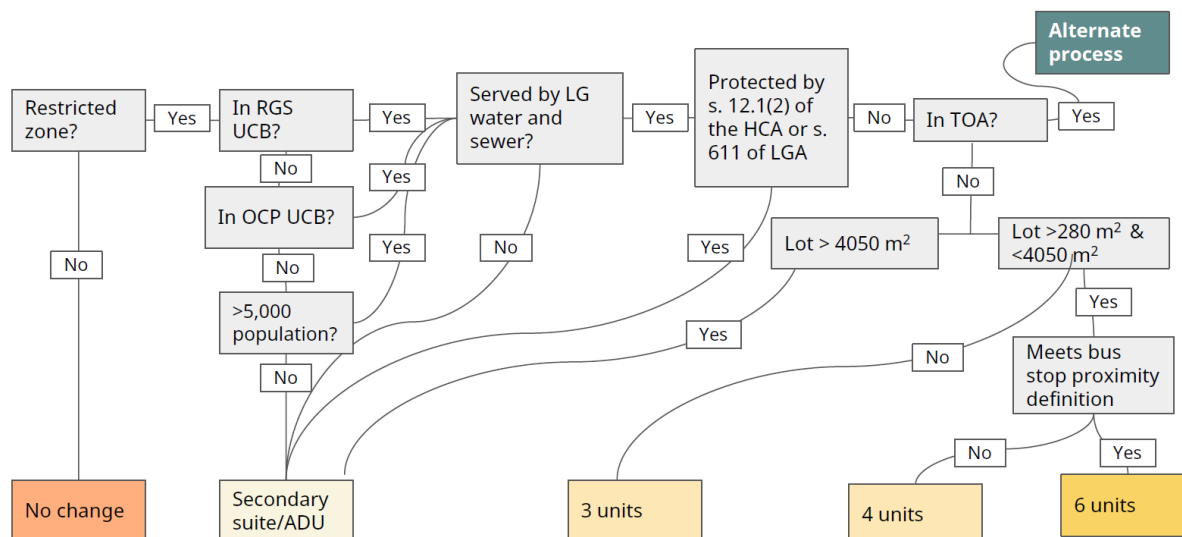 Alternate
process
Restricted
zone?
Yes
In RGS
UCB?
Yes
Served by LG
water and
sewer?
Yes
Protected by
s. 12.1(2) of
the HCA or s.
611 of LGA
No
In TOA?
Yes
No
In OCP UCB?
Yes
No
No
>5,000
population?
Yes
No
Yes
Lot > 4050 m²
No
Lot >280 m² &
<4050 m²
Yes
Yes
No
Meets bus
stop proximity
definition
No
No
Yes
No change
Secondary
suite/ADU
3 units
4 units
6 units